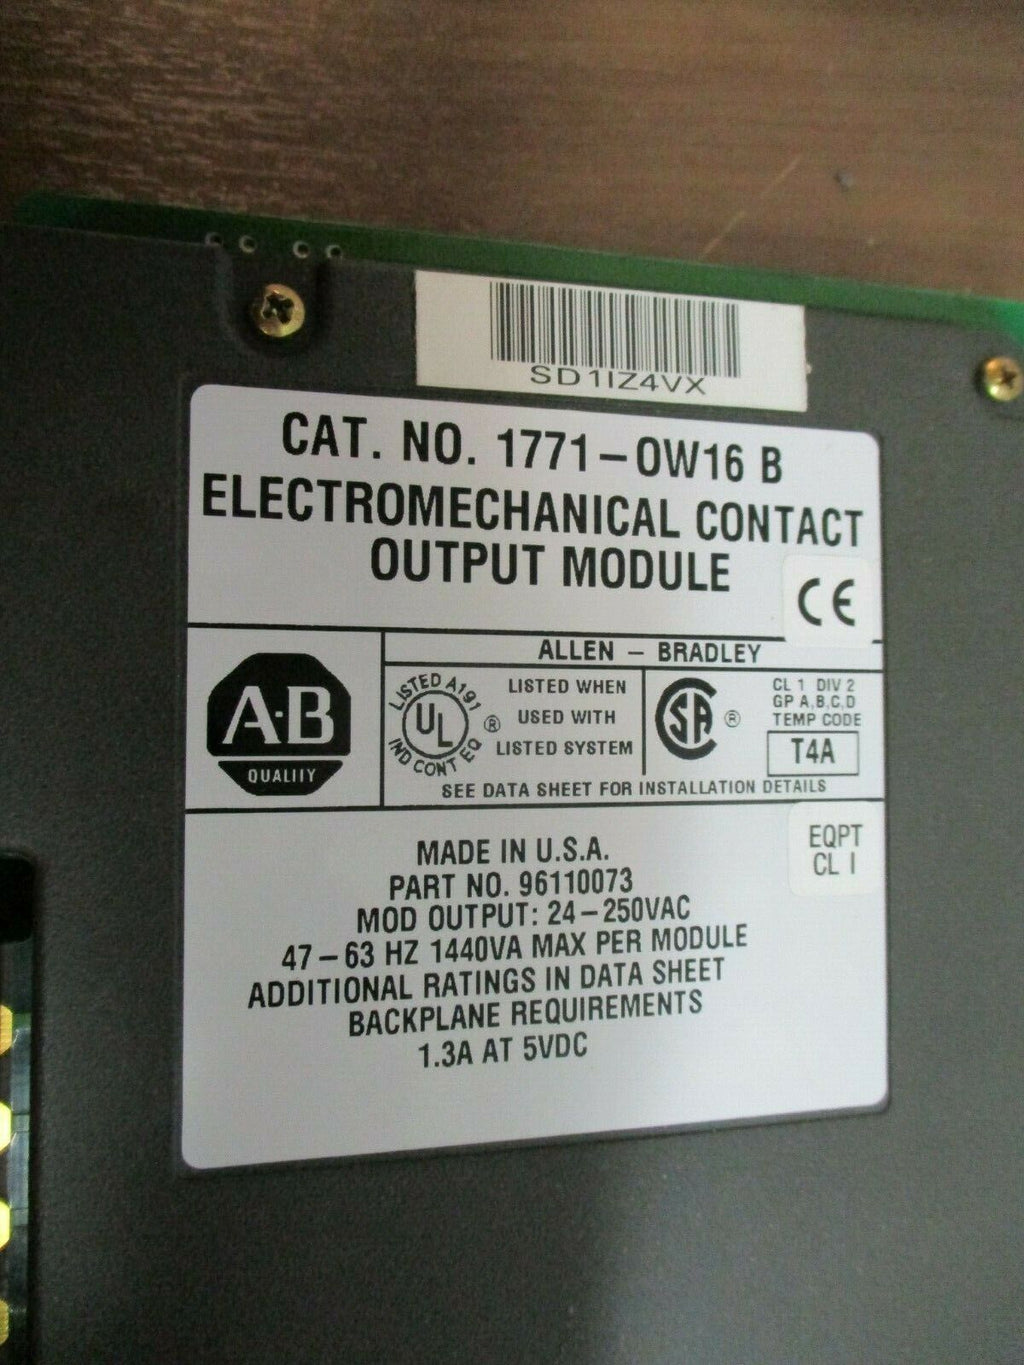 SD1IZ4VX
CAT. NO. 1771-OW16 B
ELECTROMECHANICAL CONTACT
OUTPUT MODULE
CE
ALLEN - BRADLEY
A·B
QUALITY
LISTED A191
UL
IND CONT EQ
®
LISTED WHEN
USED WITH
LISTED SYSTEM
SA
®
CL 1 DIV 2
GP A,B,C,D
TEMP CODE
T4A
SEE DATA SHEET FOR INSTALLATION DETAILS
EQPT
CL I
MADE IN U.S.A.
PART NO. 96110073
MOD OUTPUT: 24-250VAC
47-63 HZ 1440VA MAX PER MODULE
ADDITIONAL RATINGS IN DATA SHEET
BACKPLANE REQUIREMENTS
1.3A AT 5VDC